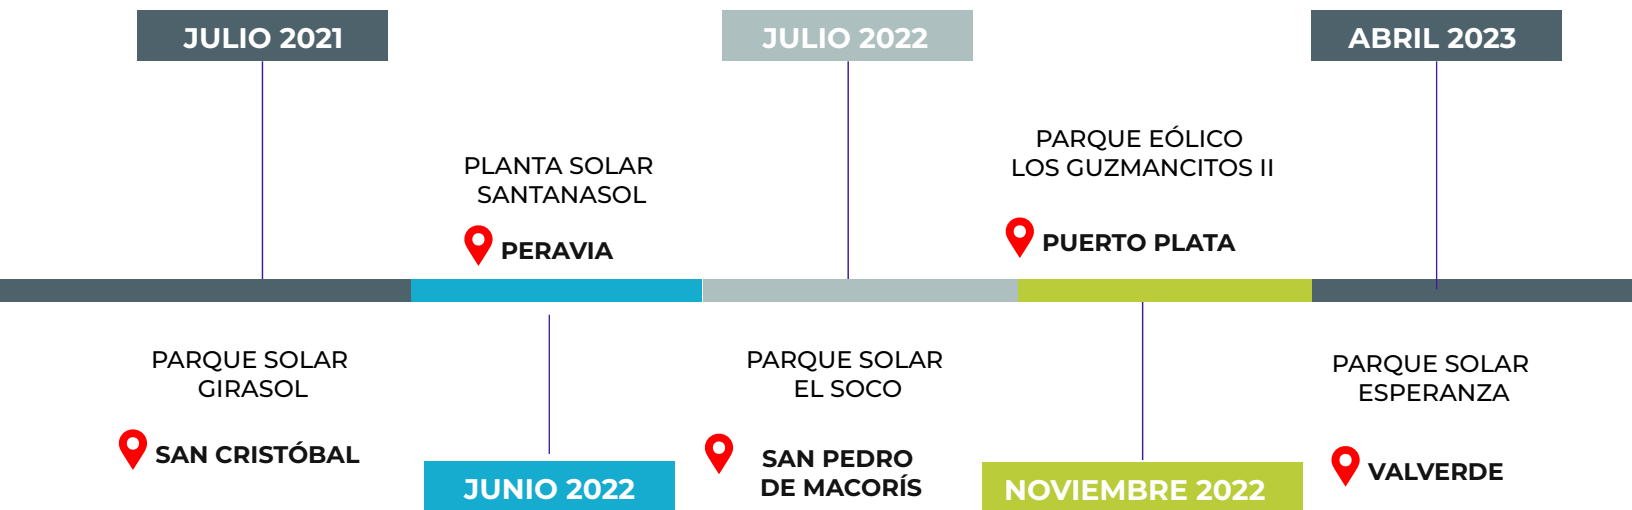 JULIO 2021
PARQUE SOLAR
GIRASOL
SAN CRISTÓBAL
PLANTA SOLAR
SANTANASOL
PERAVIA
JUNIO 2022
JULIO 2022
PARQUE SOLAR
EL SOCO
SAN PEDRO
DE MACORÍS
PARQUE EÓLICO
LOS GUZMANCITOS II
PUERTO PLATA
NOVIEMBRE 2022
ABRIL 2023
PARQUE SOLAR
ESPERANZA
VALVERDE